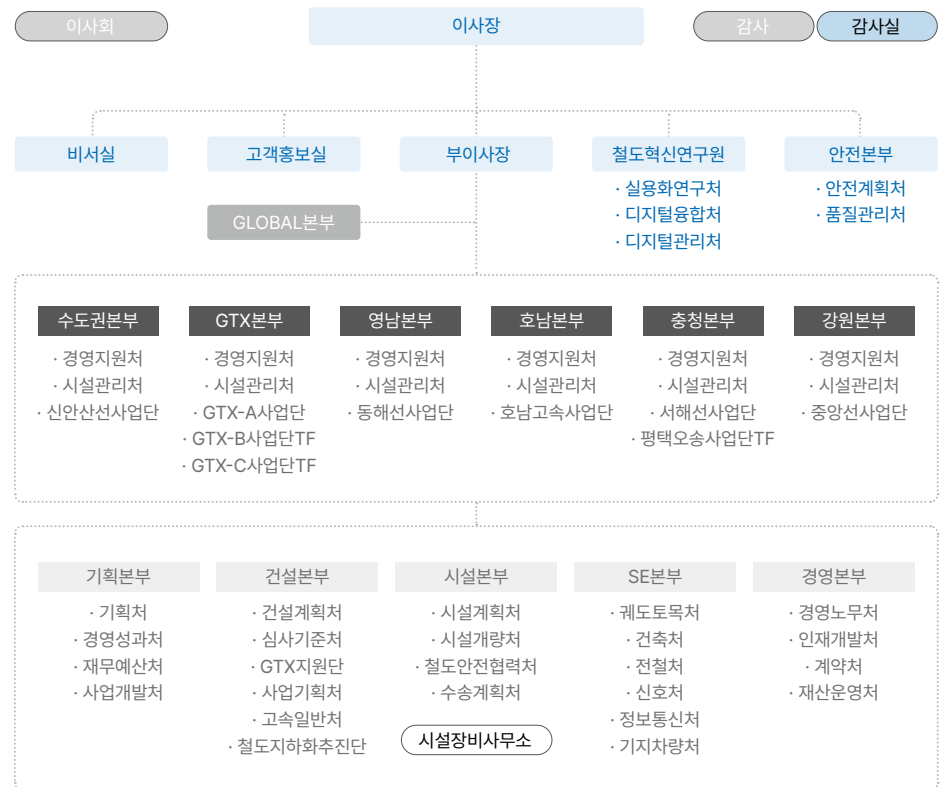 이사회
이사장
감사
감사실
비서실
고객홍보실
부이사장
철도혁신연구원
안전본부
· 실용화연구처
· 디지털융합처
· 디지털관리처
· 안전계획처
· 품질관리처
GLOBAL본부
수도권본부
· 경영지원처
· 시설관리처
· 신안산선사업단
GTX본부
· 경영지원처
· 시설관리처
· GTX-A사업단
· GTX-B사업단TF
· GTX-C사업단TF
영남본부
· 경영지원처
· 시설관리처
· 동해선사업단
호남본부
· 경영지원처
· 시설관리처
· 호남고속사업단
충청본부
· 경영지원처
· 시설관리처
· 서해선사업단
· 평택오송사업단TF
강원본부
· 경영지원처
· 시설관리처
· 중앙선사업단
기획본부
· 기획처
· 경영성과처
· 재무예산처
· 사업개발처
건설본부
· 건설계획처
· 심사기준처
· GTX지원단
· 사업기획처
· 고속일반처
· 철도지하화추진단
시설본부
· 시설계획처
· 시설개량처
· 철도안전협력처
· 수송계획처
시설장비사무소
SE본부
· 궤도토목처
· 건축처
· 전철처
· 신호처
· 정보통신처
· 기지차량처
경영본부
· 경영노무처
· 인재개발처
· 계약처
· 재산운영처